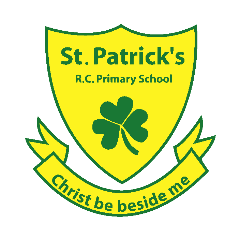 St. Patrick's
R.C. Primary School
Christ be beside me